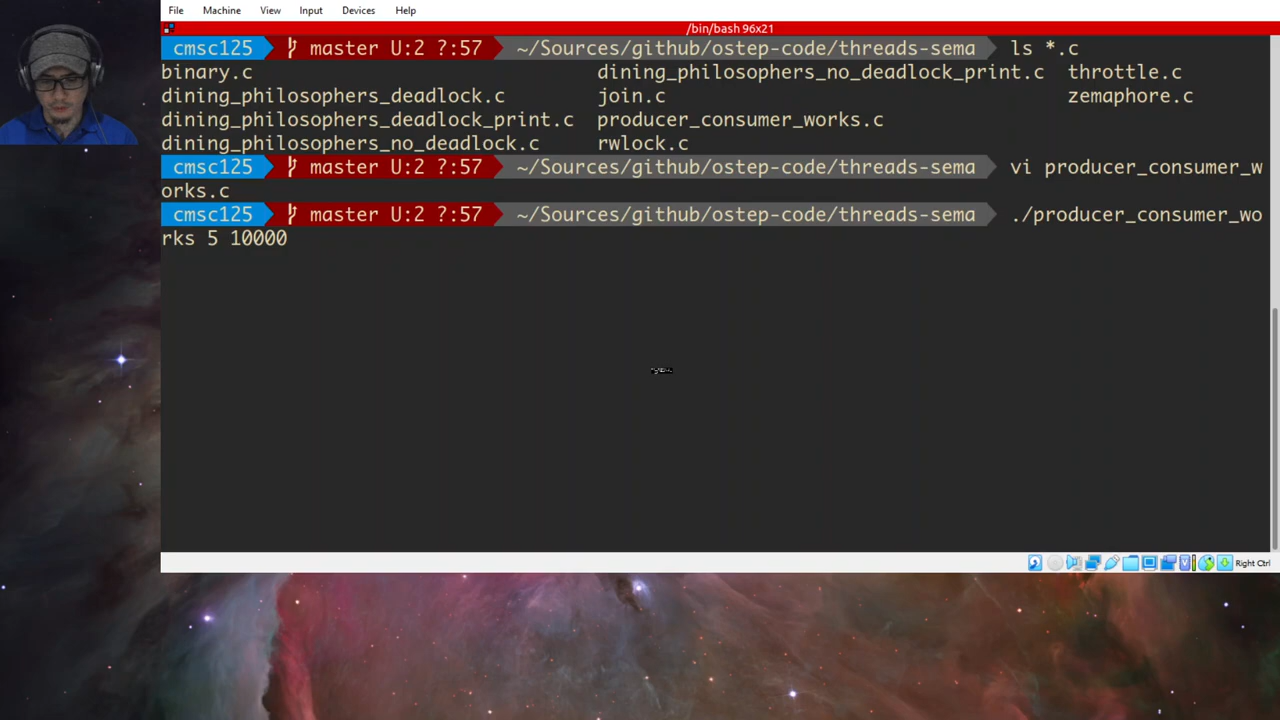 File Machine View Input Devices Help
/bin/bash 96x21
cmsc125 master U:2 ?:57 ~/Sources/github/ostep-code/threads-sema ls *.c
binary.c dining_philosophers_no_deadlock_print.c throttle.c
dining_philosophers_deadlock.c join.c zemaphore.c
dining_philosophers_deadlock_print.c producer_consumer_works.c
dining_philosophers_no_deadlock.c rwlock.c
cmsc125 master U:2 ?:57 ~/Sources/github/ostep-code/threads-sema vi producer_consumer_w
orks.c
cmsc125 master U:2 ?:57 ~/Sources/github/ostep-code/threads-sema ./producer_consumer_wo
rks 5 10000
Right Ctrl